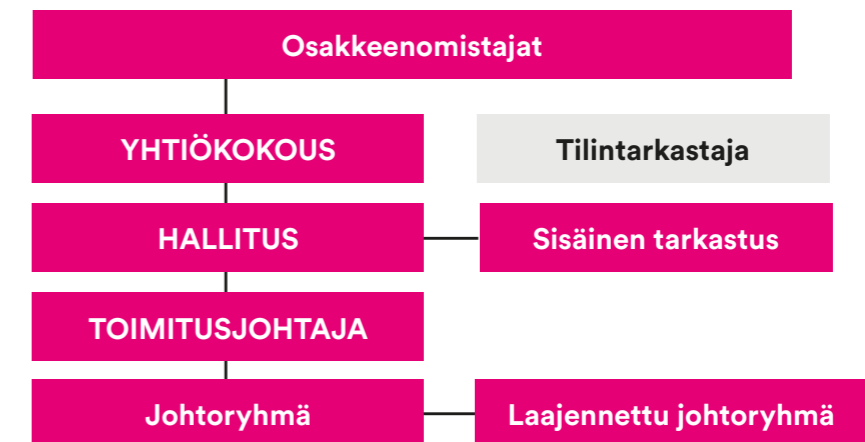 Osakkeenomistajat
YHTIÖKOKOUS
Tilintarkastaja
HALLITUS
Sisäinen tarkastus
TOIMITUSJOHTAJA
Johtoryhmä
Laajennettu johtoryhmä